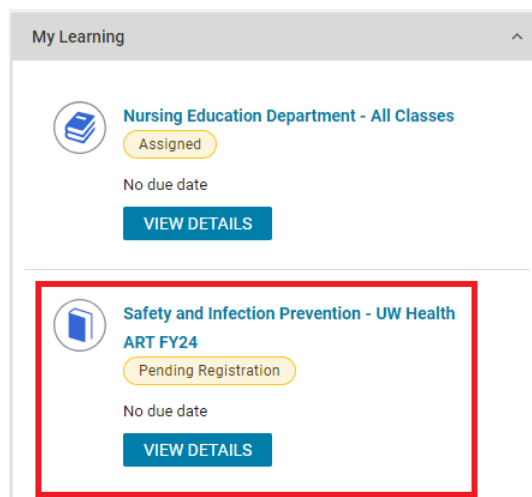 My Learning
Nursing Education Department - All Classes
Assigned
No due date
VIEW DETAILS
Safety and Infection Prevention - UW Health
ART FY24
Pending Registration
No due date
VIEW DETAILS